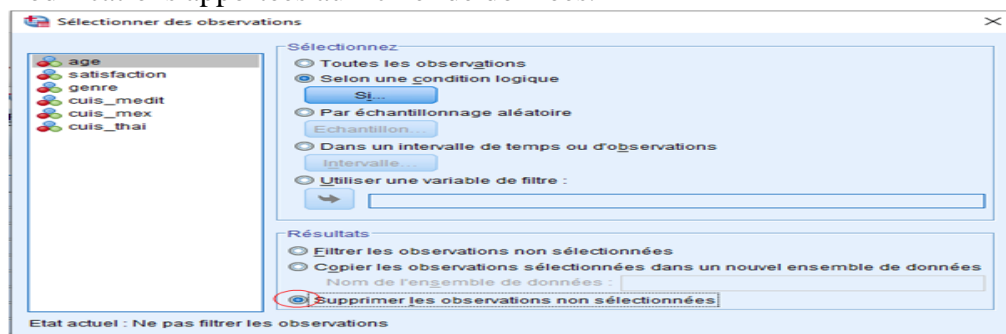 Sélectionner des observations
age
satisfaction
genre
cuis_medit
cuis_mex
cuis_thai
Sélectionnez
Toutes les observations
Selon une condition logique
Si...
Par échantillonnage aléatoire
Echantillon...
Dans un intervalle de temps ou d'observations
Intervalle...
Utiliser une variable de filtre :
Résultats
Filtrer les observations non sélectionnées
Copier les observations sélectionnées dans un nouvel ensemble de données
Nom de l'ensemble de données :
Supprimer les observations non sélectionnées
Etat actuel : Ne pas filtrer les observations